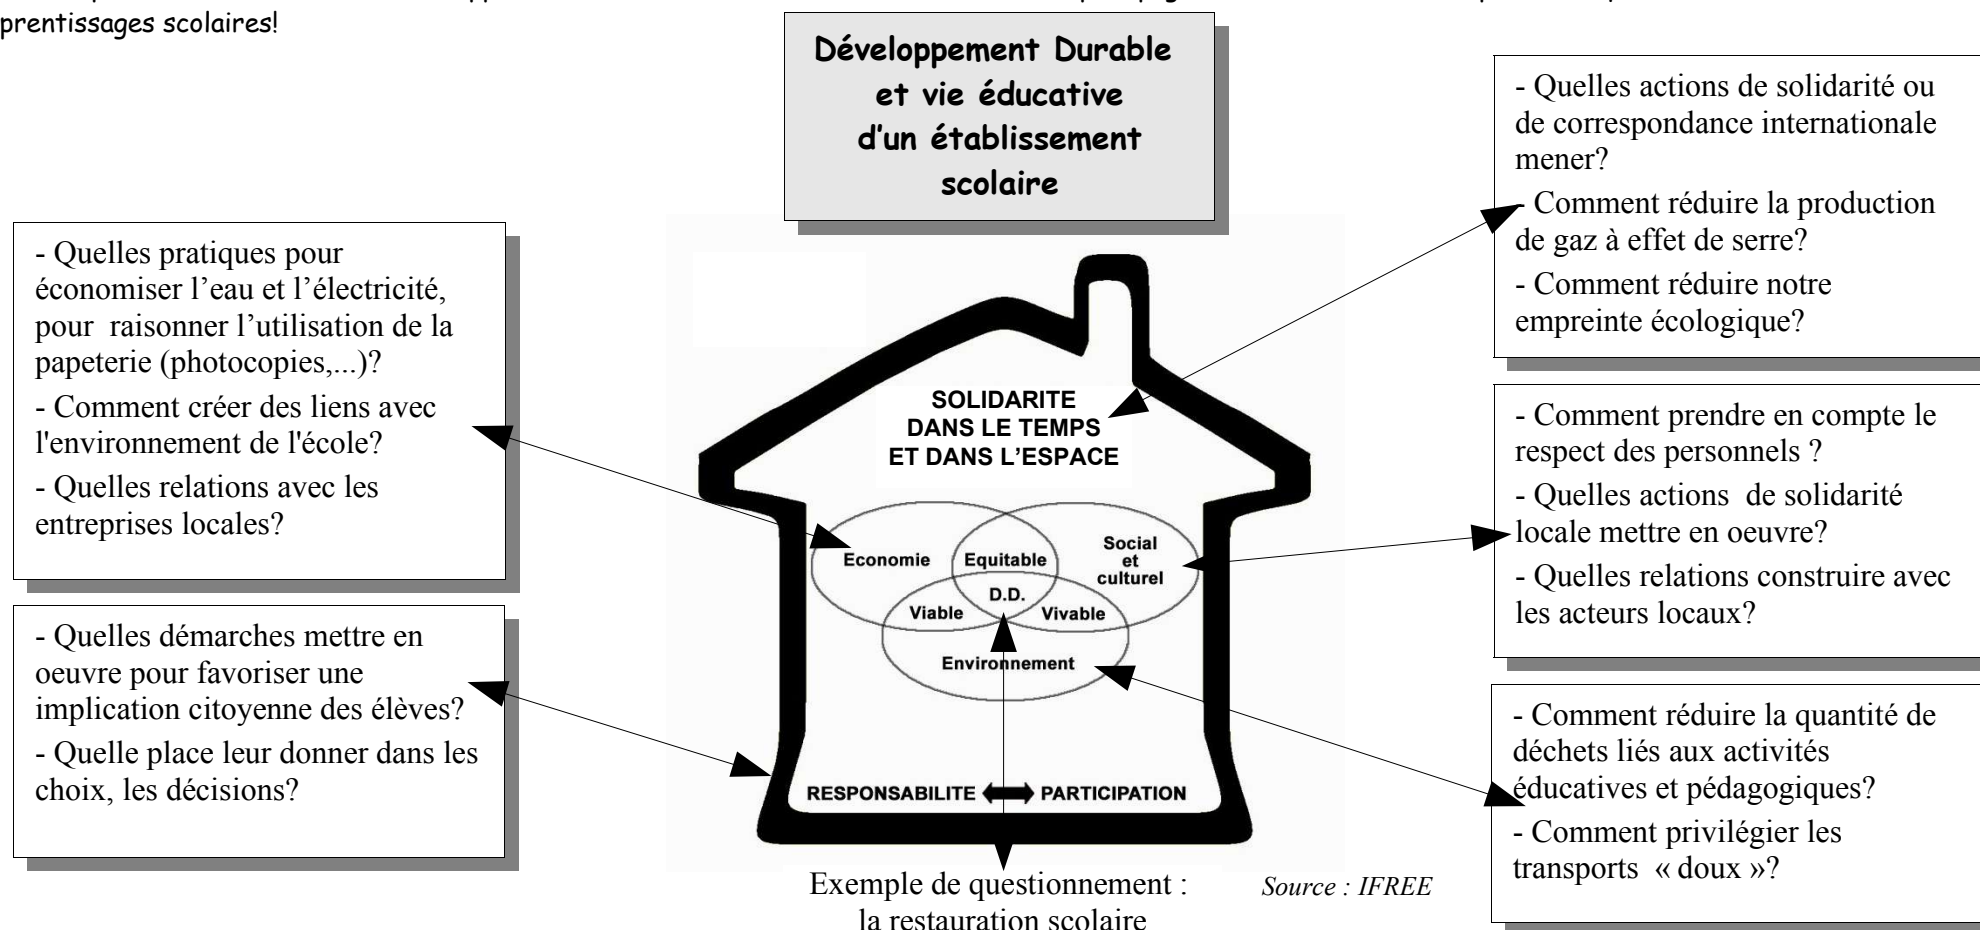 prentissages scolaires!
Développement Durable
et vie éducative
d'un établissement
scolaire
- Quelles pratiques pour
économiser l'eau et l'électricité,
pour raisonner l'utilisation de la
papeterie (photocopies,...)?
- Comment créer des liens avec
l'environnement de l'école?
- Quelles relations avec les
entreprises locales?
- Quelles démarches mettre en
oeuvre pour favoriser une
implication citoyenne des élèves?
- Quelle place leur donner dans les
choix, les décisions?
SOLIDARITE
DANS LE TEMPS
ET DANS L'ESPACE
Economie
Equitable
Social
et
culturel
D.D.
Viable
Vivable
Environnement
RESPONSABILITE PARTICIPATION
Exemple de questionnement :
la restauration scolaire
Source : IFREE
- Quelles actions de solidarité ou
de correspondance internationale
mener?
- Comment réduire la production
de gaz à effet de serre?
- Comment réduire notre
empreinte écologique?
- Comment prendre en compte le
respect des personnels ?
- Quelles actions de solidarité
locale mettre en oeuvre?
- Quelles relations construire avec
les acteurs locaux?
- Comment réduire la quantité de
déchets liés aux activités
éducatives et pédagogiques?
- Comment privilégier les
transports « doux »?